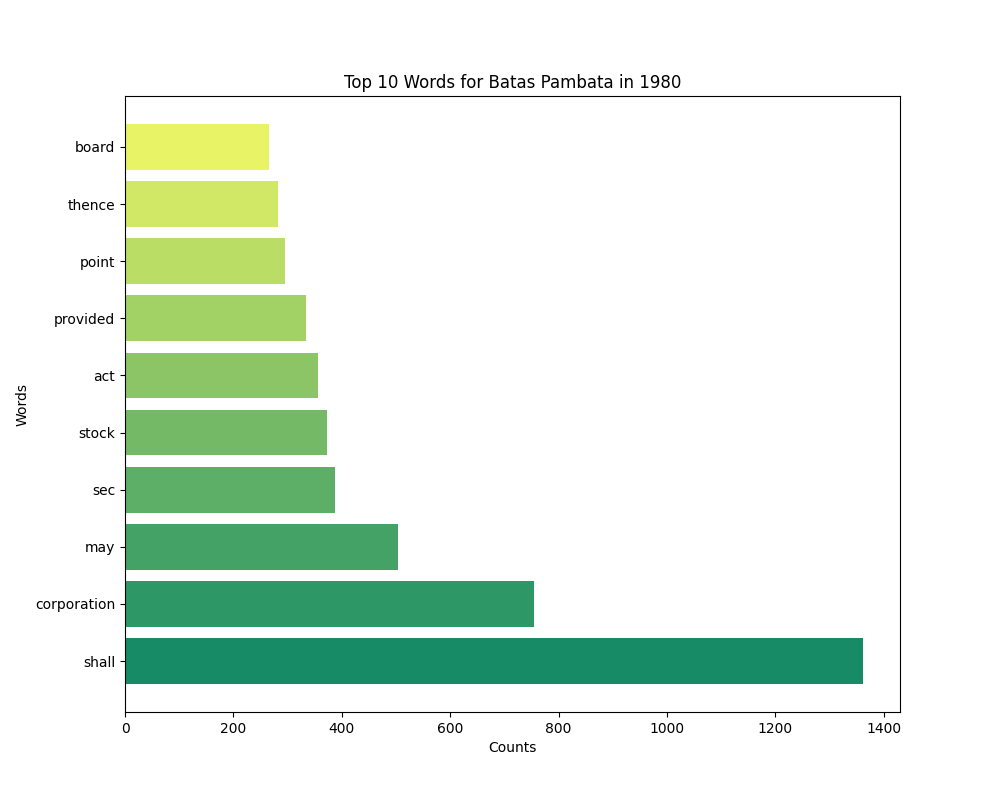 Top 10 Words for Batas Pambata in 1980
board
thence
point
provided
act
stock
sec
may
corporation
shall
Words
0 200 400 600 800 1000 1200 1400
Counts